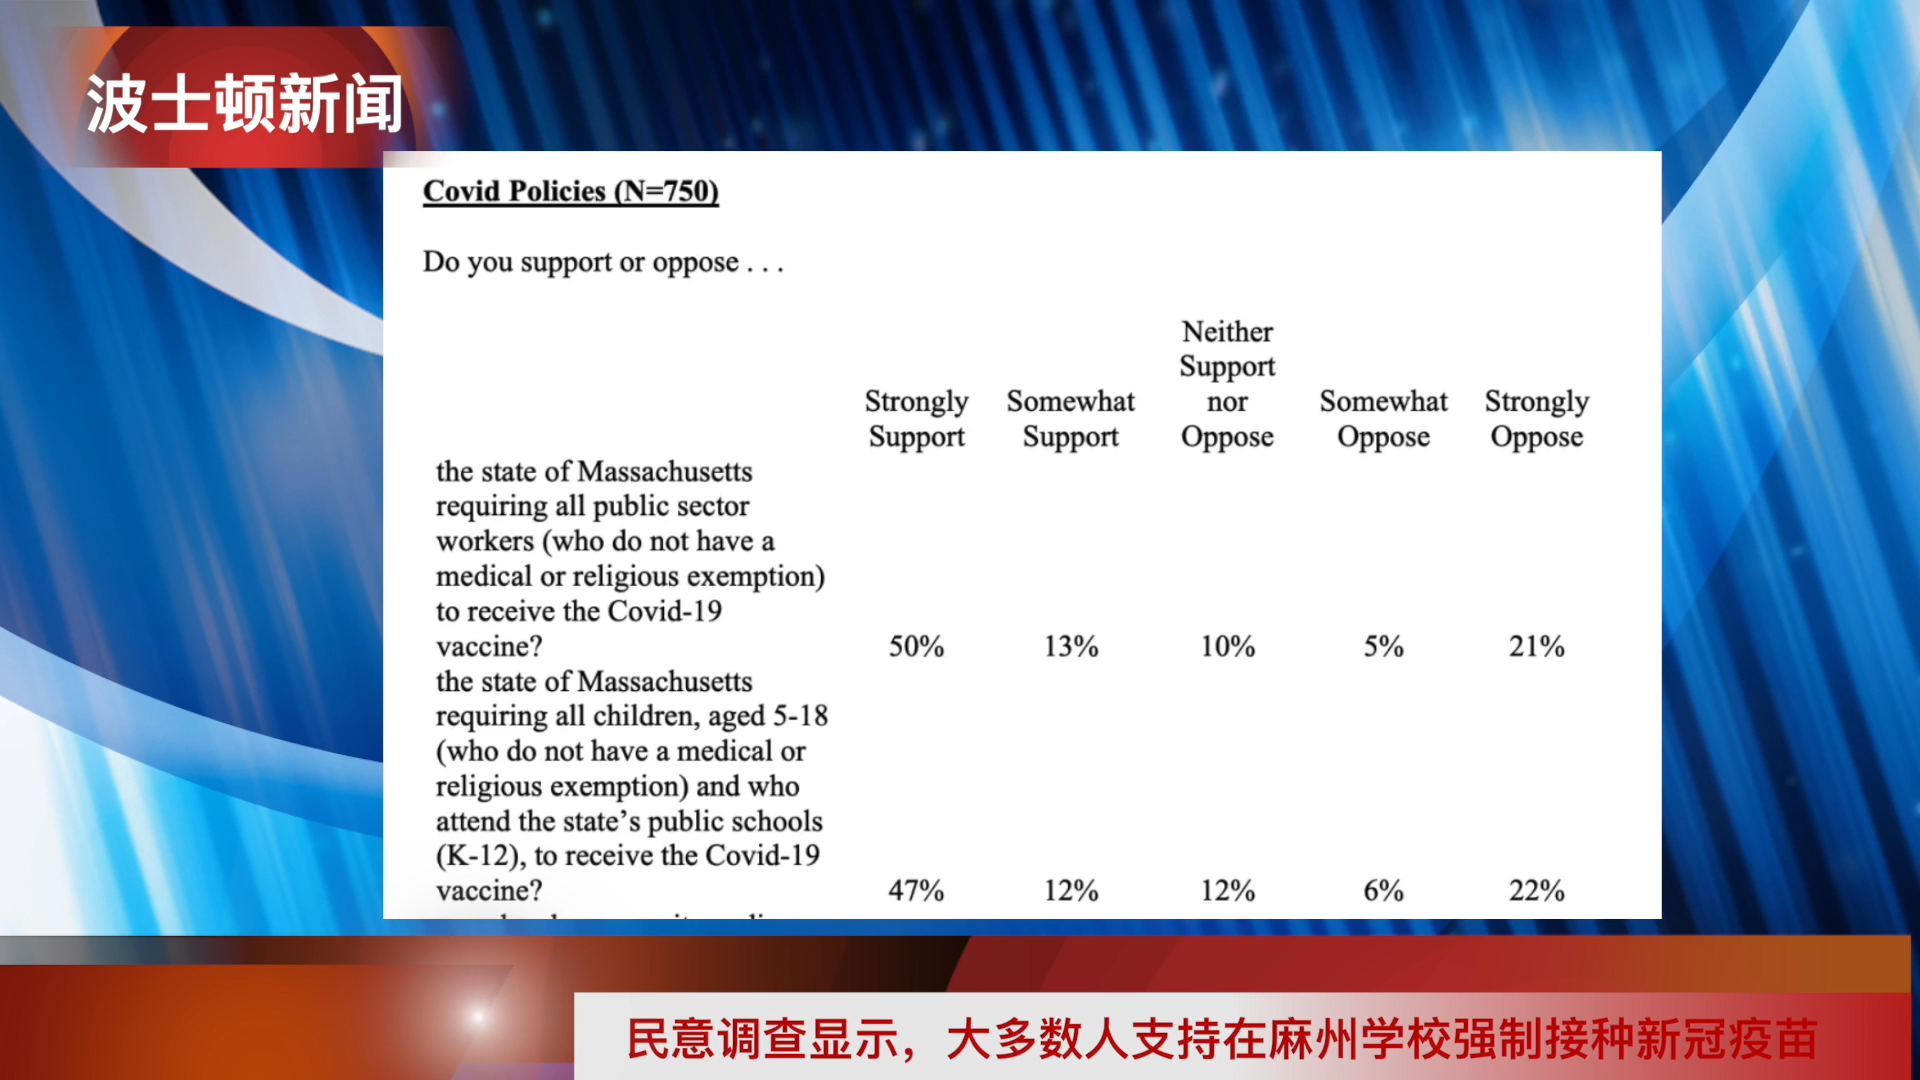 波士顿新闻
Covid Policies (N=750)
Do you support or oppose . . .
Neither
Support
Strongly Somewhat nor Somewhat Strongly
Support Support Oppose Oppose Oppose
the state of Massachusetts
requiring all public sector
workers (who do not have a
medical or religious exemption)
to receive the Covid-19
vaccine? 50% 13% 10% 5% 21%
the state of Massachusetts
requiring all children, aged 5-18
(who do not have a medical or
religious exemption) and who
attend the state’s public schools
(K-12), to receive the Covid-19
vaccine? 47% 12% 12% 6% 22%
民意调查显示，大多数人支持在麻州学校强制接种新冠疫苗